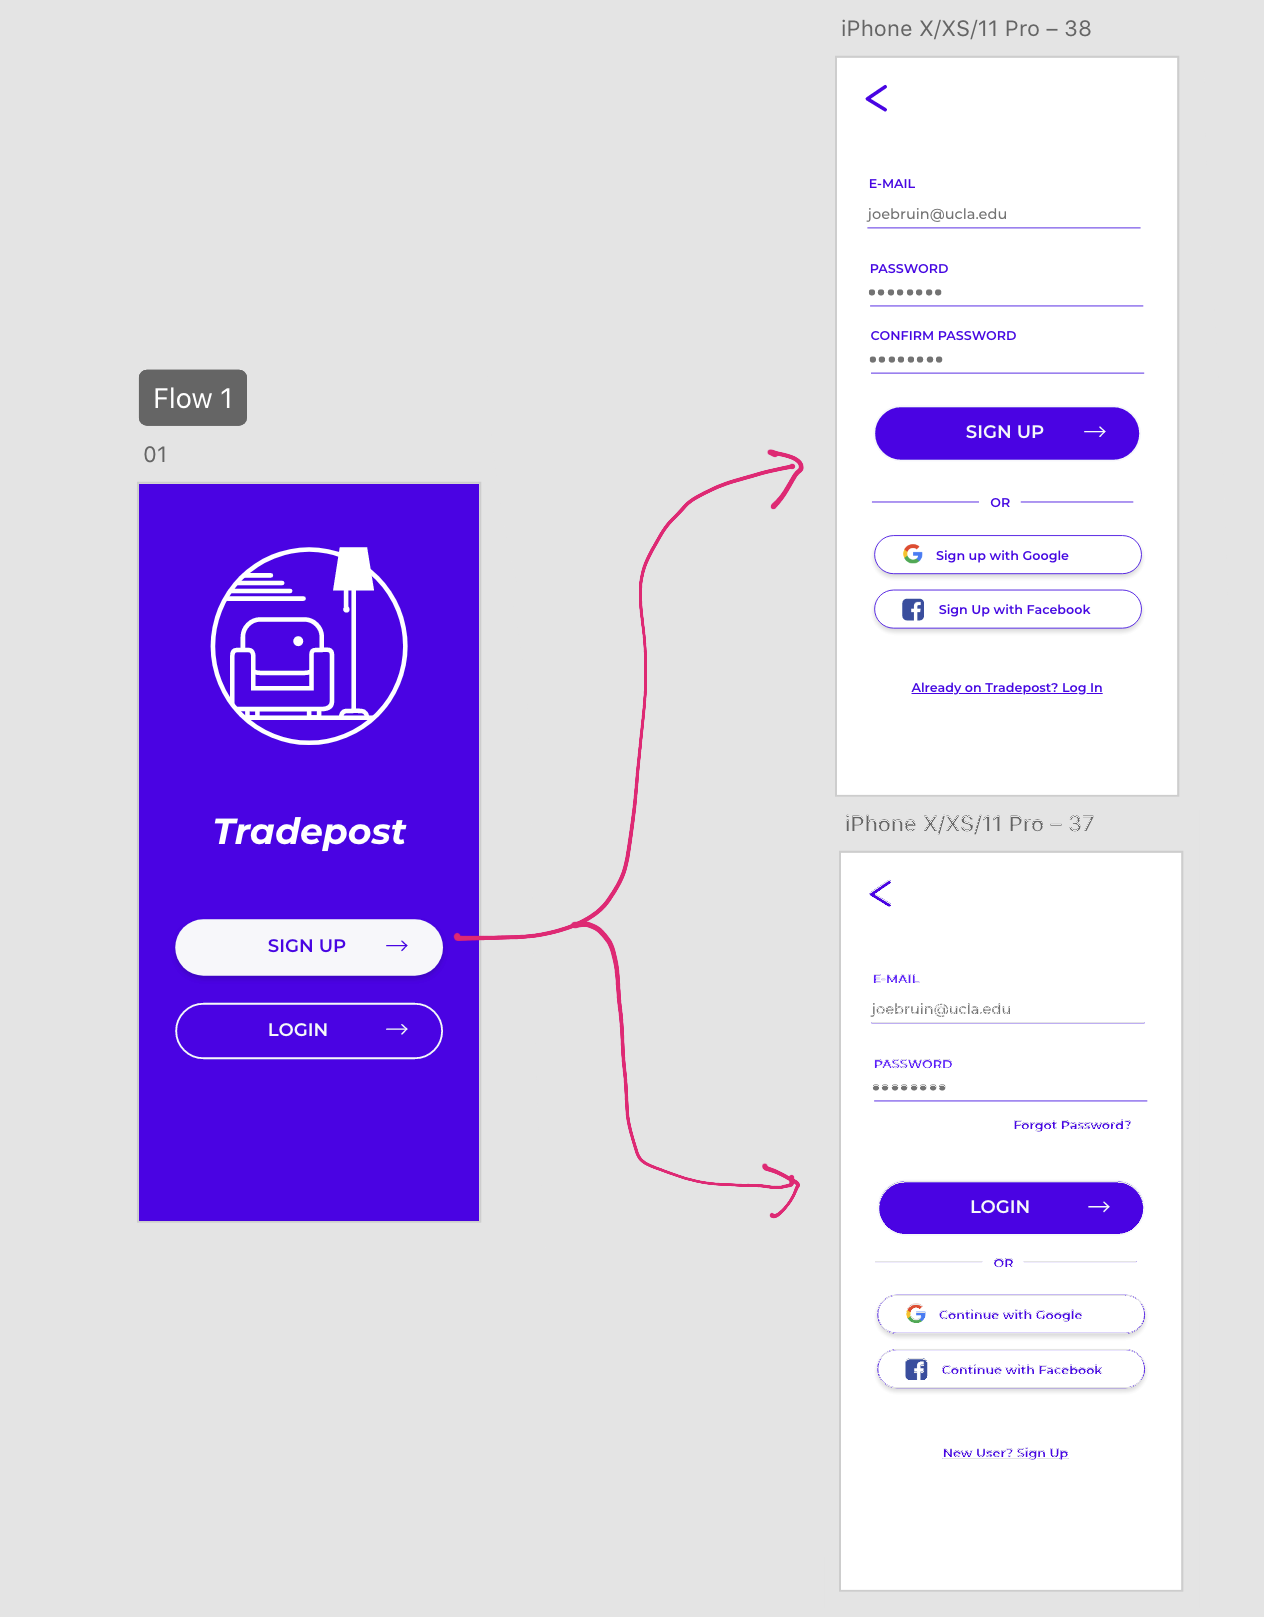 Flow 1
01
Tradepost
SIGN UP
LOGIN
iPhone X/XS/11 Pro – 38
E-MAIL
joebruin@ucla.edu
PASSWORD
CONFIRM PASSWORD
SIGN UP
OR
Sign up with Google
Sign Up with Facebook
Already on Tradepost? Log In
iPhone X/XS/11 Pro – 37
E-MAIL
joebruin@ucla.edu
PASSWORD
Forgot Password?
LOGIN
OR
Continue with Google
Continue with Facebook
New User? Sign Up